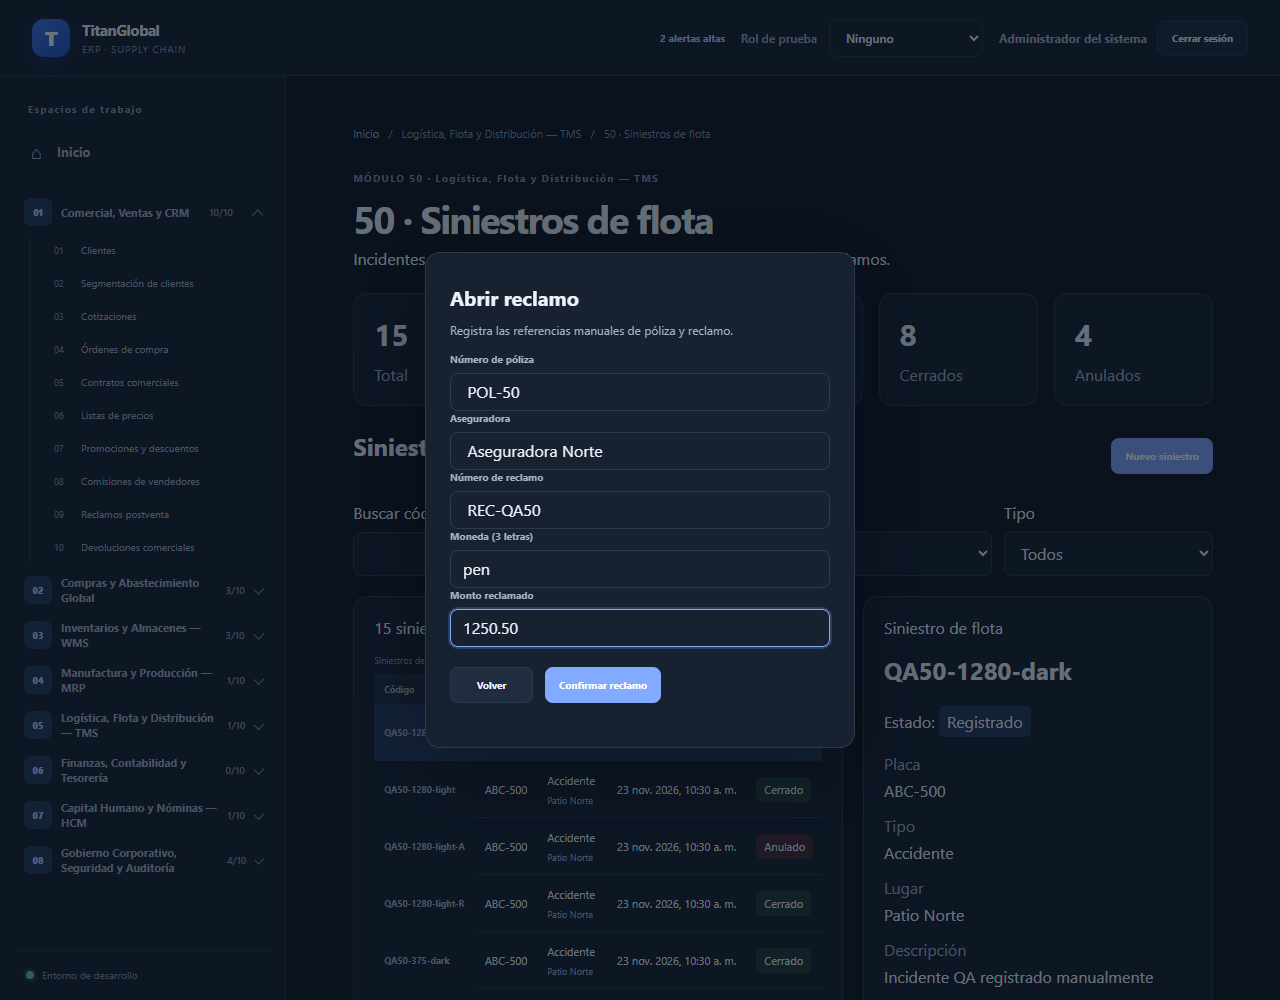 T
TitanGlobal
ERP · SUPPLY CHAIN
2 alertas altas
Rol de prueba
Ninguno
Administrador del sistema
Cerrar sesión
Espacios de trabajo
Inicio
01 Comercial, Ventas y CRM 10/10
01 Clientes
02 Segmentación de clientes
03 Cotizaciones
04 Órdenes de compra
05 Contratos comerciales
06 Listas de precios
07 Promociones y descuentos
08 Comisiones de vendedores
09 Reclamos postventa
10 Devoluciones comerciales
02 Compras y Abastecimiento
Global 3/10
03 Inventarios y Almacenes —
WMS 3/10
04 Manufactura y Producción —
MRP 1/10
05 Logística, Flota y Distribución
— TMS 1/10
06 Finanzas, Contabilidad y
Tesorería 0/10
07 Capital Humano y Nóminas —
HCM 1/10
08 Gobierno Corporativo,
Seguridad y Auditoría 4/10
Entorno de desarrollo
Inicio / Logística, Flota y Distribución — TMS / 50 · Siniestros de flota
MÓDULO 50 · Logística, Flota y Distribución — TMS
50 · Siniestros de flota
Incidentes
15
Total
8
Cerrados
4
Anulados
Nuevo siniestro
Tipo
Todos
Código
QA50-1280-light ABC-500 Accidente 23 nov. 2026, 10:30 a. m. Cerrado
Patio Norte
QA50-1280-light-A ABC-500 Accidente 23 nov. 2026, 10:30 a. m. Anulado
Patio Norte
QA50-1280-light-R ABC-500 Accidente 23 nov. 2026, 10:30 a. m. Cerrado
Patio Norte
QA50-375-dark ABC-500 Accidente 23 nov. 2026, 10:30 a. m. Cerrado
Patio Norte
Siniestro de flota
QA50-1280-dark
Estado: Registrado
Placa
ABC-500
Tipo
Accidente
Lugar
Patio Norte
Descripción
Incidente QA registrado manualmente
Abrir reclamo
Registra las referencias manuales de póliza y reclamo.
Número de póliza
POL-50
Aseguradora
Aseguradora Norte
Número de reclamo
REC-QA50
Moneda (3 letras)
pen
Monto reclamado
1250.50
Volver
Confirmar reclamo